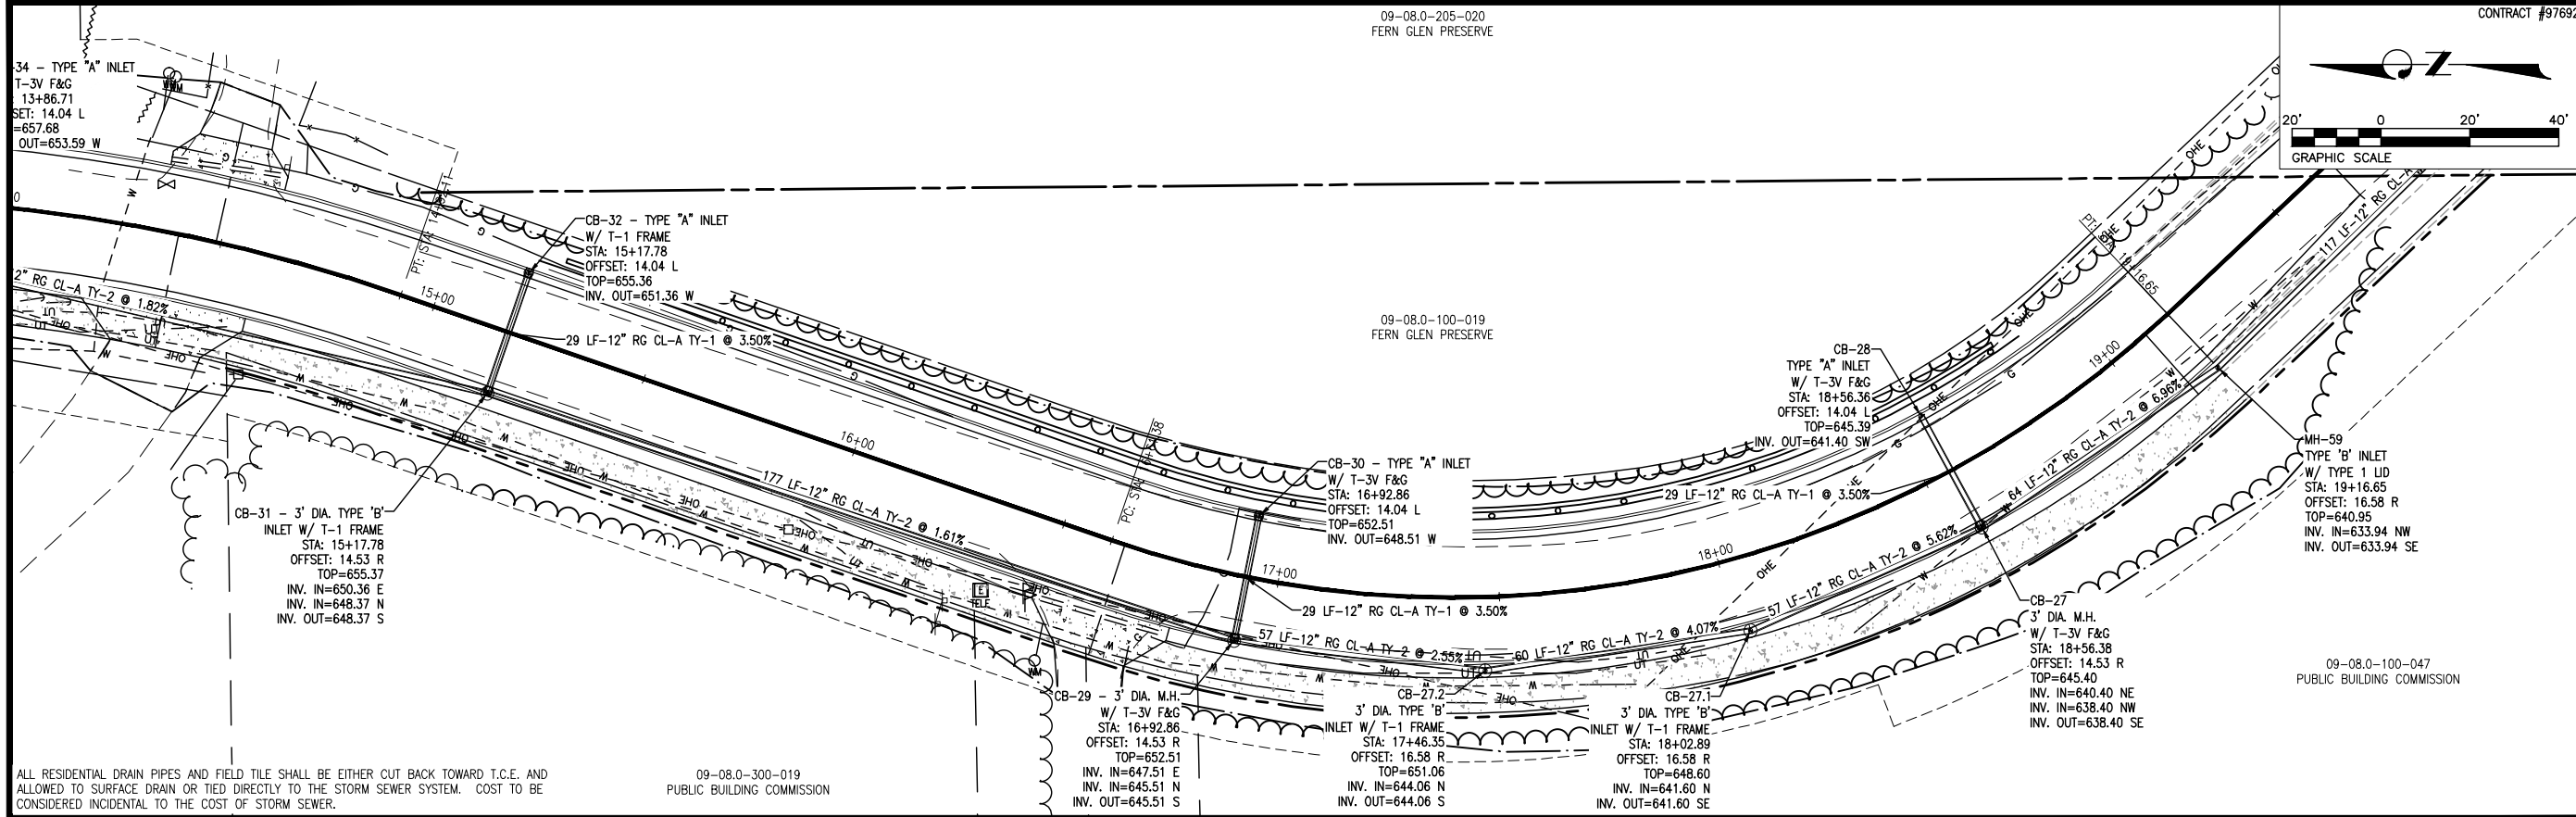 09-08.0-205-020
FERN GLEN PRESERVE
CONTRACT #97692
20' 0 20' 40'
GRAPHIC SCALE
-34 - TYPE "A" INLET
T-3V F&G
13+86.71
SET: 14.04 L
=657.68
OUT=653.59 W
2" RG CL-A TY-2 @ 1.82%
15+00
CB-32 - TYPE "A" INLET
W/ T-1 FRAME
STA: 15+17.78
OFFSET: 14.04 L
TOP=655.36
INV. OUT=651.36 W
29 LF-12" RG CL-A TY-1 @ 3.50%
09-08.0-100-019
FERN GLEN PRESERVE
CB-31 - 3' DIA. TYPE 'B'
INLET W/ T-1 FRAME
STA: 15+17.78
OFFSET: 14.53 R
TOP=655.37
INV. IN=650.36 E
INV. IN=648.37 N
INV. OUT=648.37 S
16+00
177 LF-12" RG CL-A TY-2 @ 1.61%
E
TELE
WM
CB-30 - TYPE "A" INLET
W/ T-3V F&G
STA: 16+92.86
OFFSET: 14.04 L
TOP=652.51
INV. OUT=648.51 W
17+00
29 LF-12" RG CL-A TY-1 @ 3.50%
57 LF-12" RG CL-A TY-2 @ 2.55%
60 LF-12" RG CL-A TY-2 @ 4.07%
57 LF-12" RG CL-A TY-2 @ 5.62%
64 LF-12" RG CL-A TY-2 @ 6.96%
117 LF-12" RG CL-A
18+00
19+00
CB-28
TYPE "A" INLET
W/ T-3V F&G
STA: 18+56.36
OFFSET: 14.04 L
TOP=645.39
INV. OUT=641.40 SW
29 LF-12" RG CL-A TY-1 @ 3.50%
MH-59
TYPE 'B' INLET
W/ TYPE 1 LID
STA: 19+16.65
OFFSET: 16.58 R
TOP=640.95
INV. IN=633.94 NW
INV. OUT=633.94 SE
CB-27
3' DIA. M.H.
W/ T-3V F&G
STA: 18+56.38
OFFSET: 14.53 R
TOP=645.40
INV. IN=640.40 NE
INV. IN=638.40 NW
INV. OUT=638.40 SE
CB-29 - 3' DIA. M.H.
W/ T-3V F&G
STA: 16+92.86
OFFSET: 14.53 R
TOP=652.51
INV. IN=647.51 E
INV. IN=645.51 N
INV. OUT=645.51 S
CB-27.2
3' DIA. TYPE 'B'
INLET W/ T-1 FRAME
STA: 17+46.35
OFFSET: 16.58 R
TOP=651.06
INV. IN=644.06 N
INV. OUT=644.06 S
CB-27.1
3' DIA. TYPE 'B'
INLET W/ T-1 FRAME
STA: 18+02.89
OFFSET: 16.58 R
TOP=648.60
INV. IN=641.60 N
INV. OUT=641.60 SE
09-08.0-100-047
PUBLIC BUILDING COMMISSION
09-08.0-300-019
PUBLIC BUILDING COMMISSION
ALL RESIDENTIAL DRAIN PIPES AND FIELD TILE SHALL BE EITHER CUT BACK TOWARD T.C.E. AND
ALLOWED TO SURFACE DRAIN OR TIED DIRECTLY TO THE STORM SEWER SYSTEM. COST TO BE
CONSIDERED INCIDENTAL TO THE COST OF STORM SEWER.